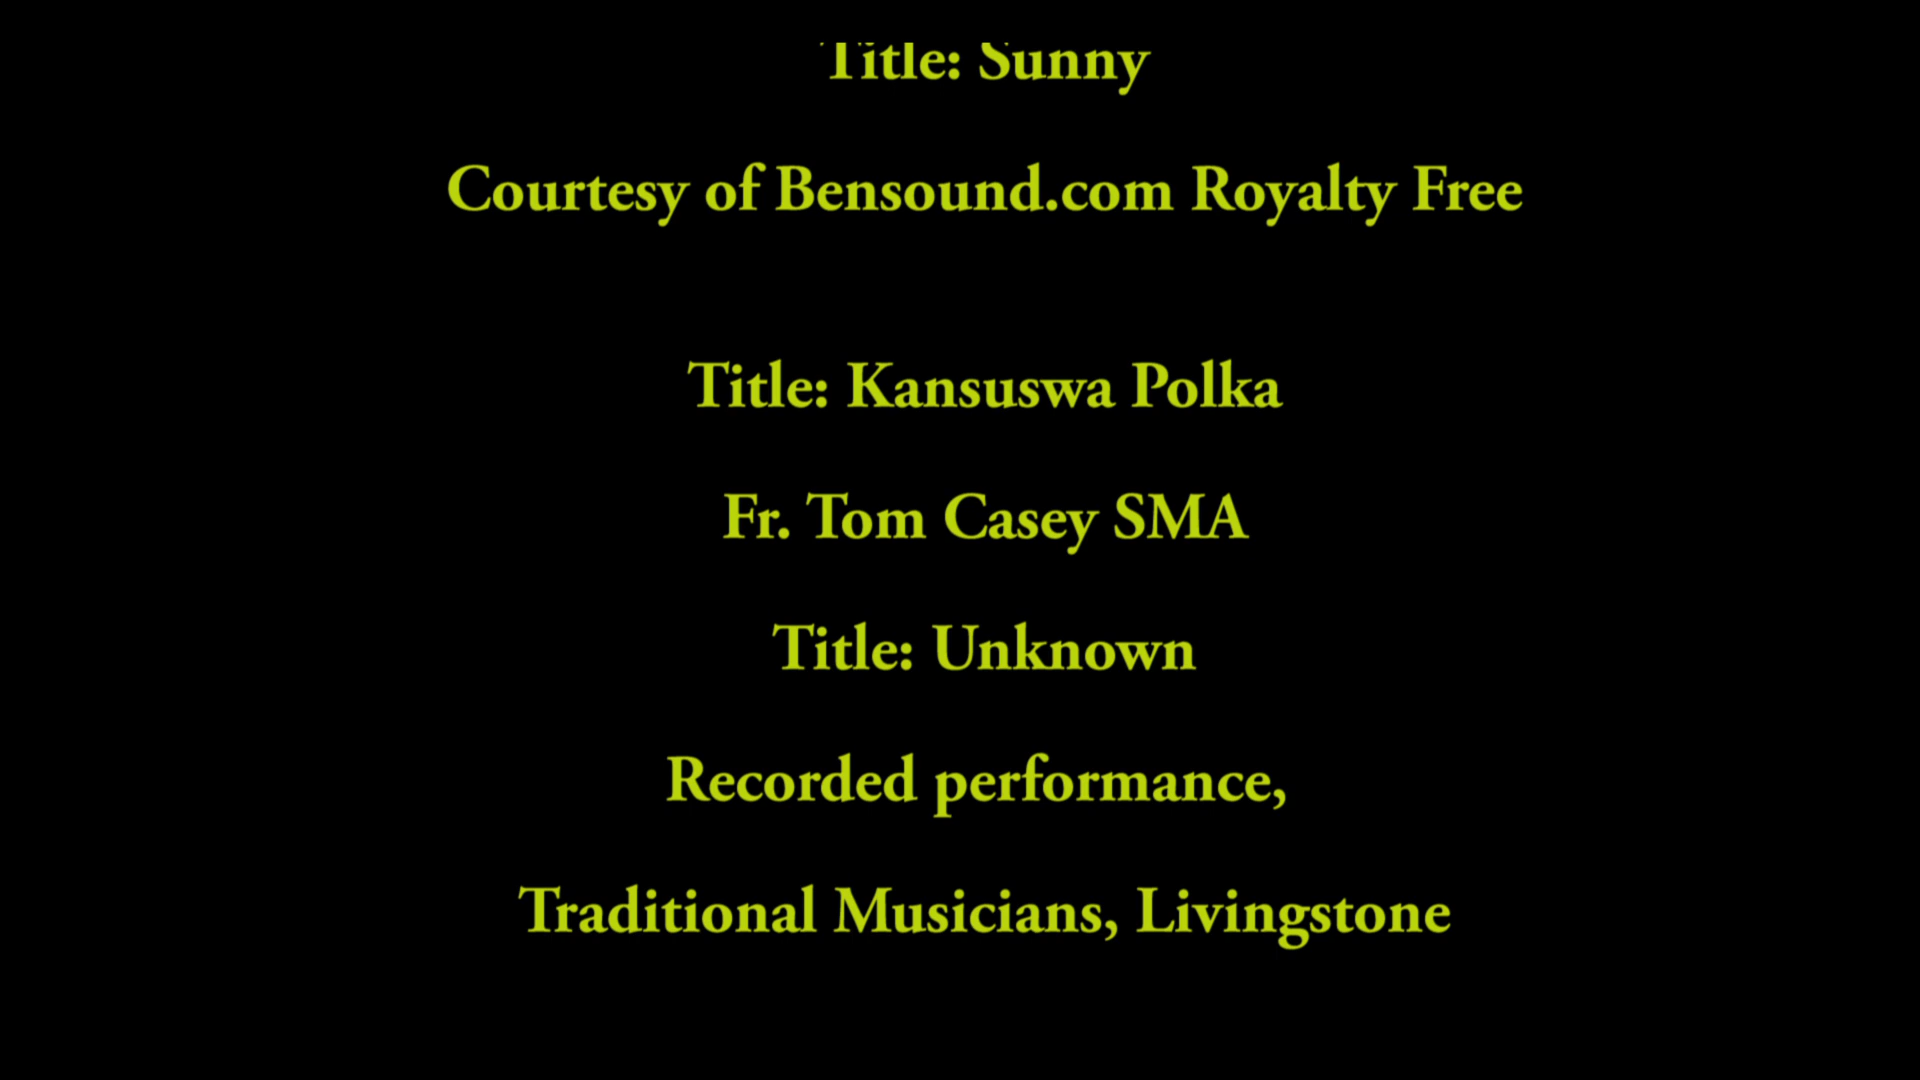 Title: Sunny
Courtesy of Bensound.com Royalty Free
Title: Kansuswa Polka
Fr. Tom Casey SMA
Title: Unknown
Recorded performance,
Traditional Musicians, Livingstone